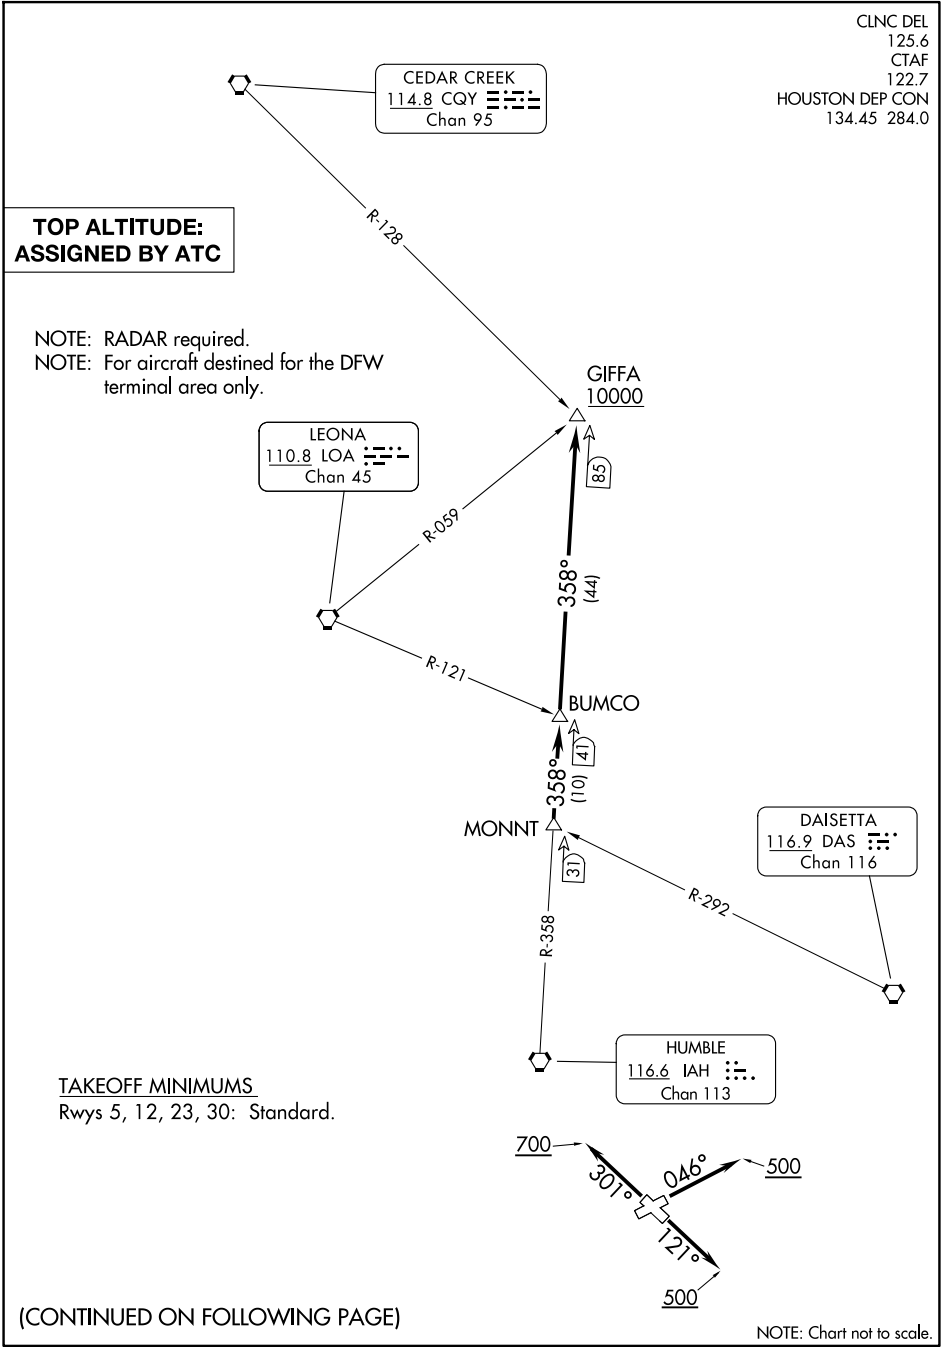 CLNC DEL
125.6
CTAF
122.7
HOUSTON DEP CON
134.45 284.0
CEDAR CREEK
114.8 CQY
Chan 95
R-128
TOP ALTITUDE:
ASSIGNED BY ATC
NOTE: RADAR required.
NOTE: For aircraft destined for the DFW
terminal area only.
GIFFA
10000
LEONA
110.8 LOA
Chan 45
85
R-059
358°
(44)
R-121
BUMCO
41
358°
(10)
MONNT
31
DAISETTA
116.9 DAS
Chan 116
R-292
R-358
HUMBLE
116.6 IAH
Chan 113
TAKEOFF MINIMUMS
Rwys 5, 12, 23, 30: Standard.
700
301°
046°
500
121°
500
(CONTINUED ON FOLLOWING PAGE)
NOTE: Chart not to scale.